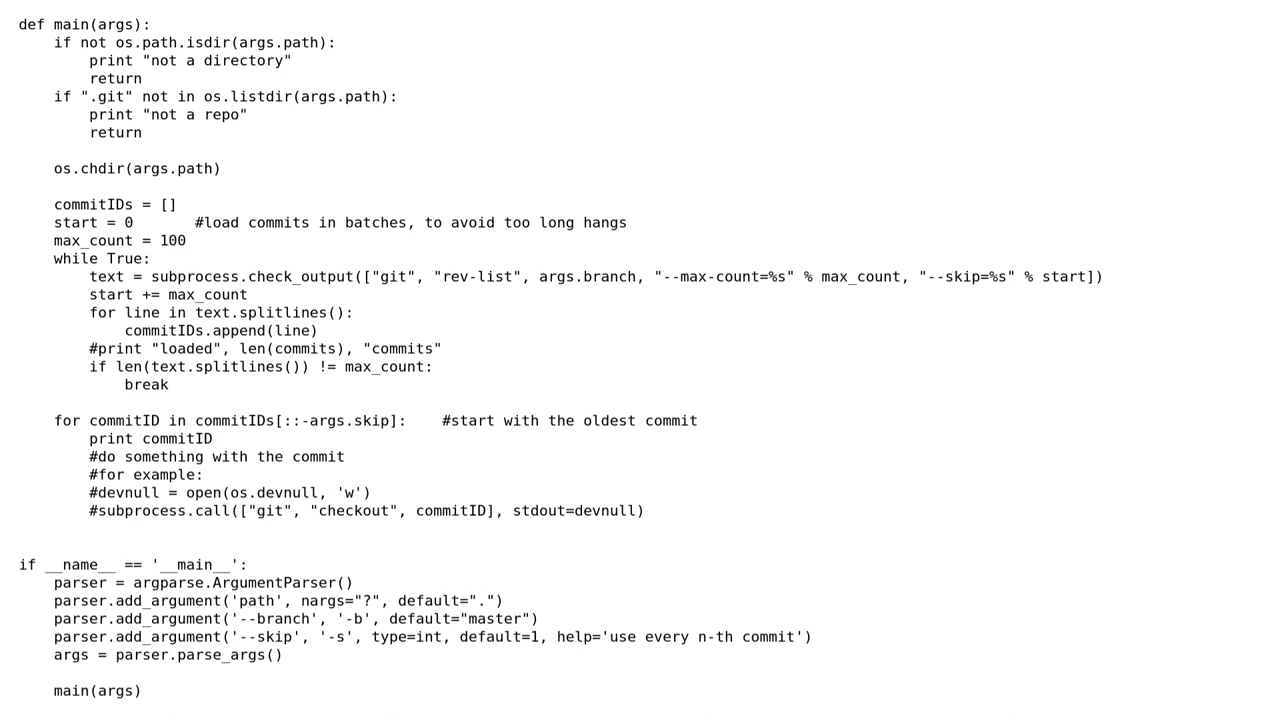 def main(args):
    if not os.path.isdir(args.path):
        print "not a directory"
        return
    if ".git" not in os.listdir(args.path):
        print "not a repo"
        return

    os.chdir(args.path)

    commitIDs = []
    start = 0       #load commits in batches, to avoid too long hangs
    max_count = 100
    while True:
        text = subprocess.check_output(["git", "rev-list", args.branch, "--max-count=%s" % max_count, "--skip=%s" % start])
        start += max_count
        for line in text.splitlines():
            commitIDs.append(line)
        #print "loaded", len(commits), "commits"
        if len(text.splitlines()) != max_count:
            break

    for commitID in commitIDs[::-args.skip]:    #start with the oldest commit
        print commitID
        #do something with the commit
        #for example:
        #devnull = open(os.devnull, 'w')
        #subprocess.call(["git", "checkout", commitID], stdout=devnull)


if __name__ == '__main__':
    parser = argparse.ArgumentParser()
    parser.add_argument('path', nargs="?", default=".")
    parser.add_argument('--branch', '-b', default="master")
    parser.add_argument('--skip', '-s', type=int, default=1, help='use every n-th commit')
    args = parser.parse_args()

    main(args)